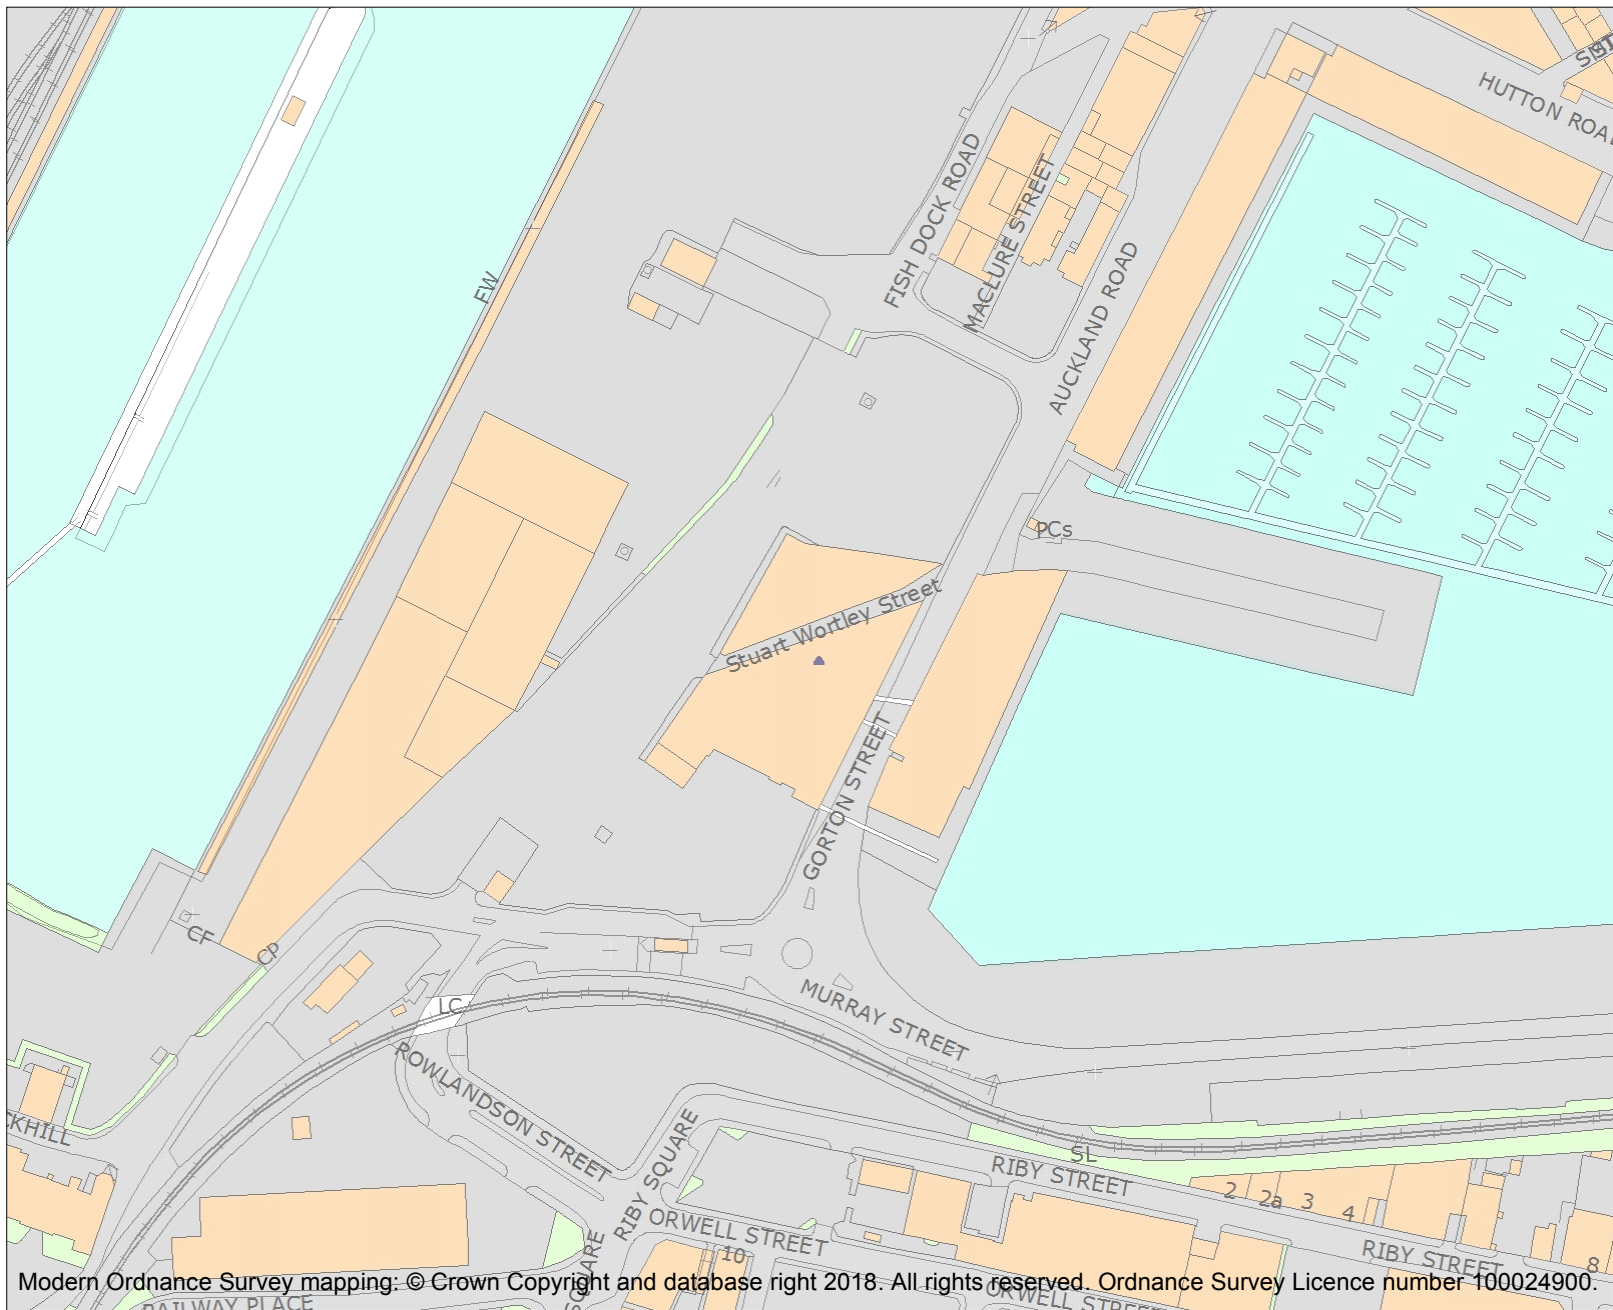 HUTTON ROAD
FISH DOCK ROAD
MACLURE STREET
AUCKLAND ROAD
FW
PCs
Stuart Wortley Street
GORTON STREET
CF
CP
LC
MURRAY STREET
ROWLANDSON STREET
CKHILL
RIBY SQUARE
SL
RIBY STREET
2
2a
3
4
ORWELL STREET
10
SQUARE
RIBY STREET
8
Modern Ordnance Survey mapping: © Crown Copyright and database right 2018. All rights reserved. Ordnance Survey Licence number 100024900.
ORWELL STREET
RAILWAY PLACE